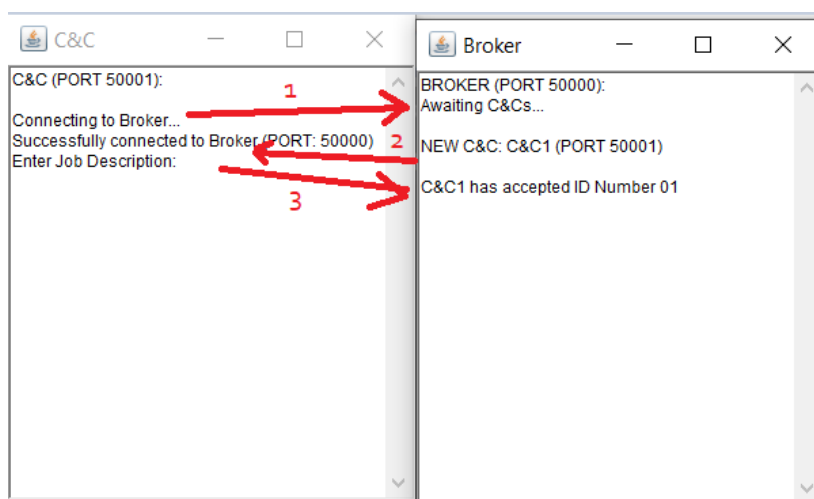 C&C
C&C (PORT 50001):
Connecting to Broker...
Successfully connected to Broker (PORT: 50000)
Enter Job Description:
1
2
3
Broker
BROKER (PORT 50000):
Awaiting C&Cs...
NEW C&C: C&C1 (PORT 50001)
C&C1 has accepted ID Number 01